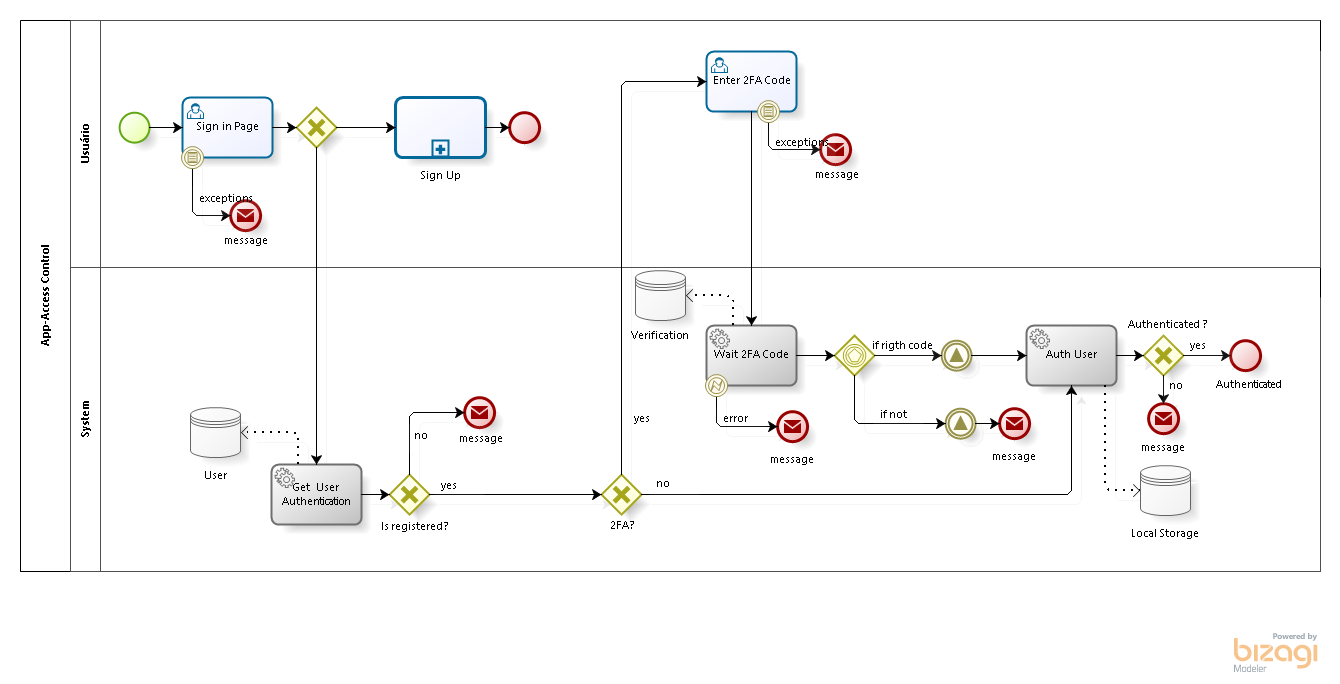 App-Access Control
Usuário
Sign in Page
exceptions
message
Sign Up
Enter 2FA Code
exceptions
message
System
User
Get User
Authentication
Is registered?
no
message
yes
2FA?
yes
no
Verification
Wait 2FA Code
error
message
if rigth code
if not
message
Auth User
Authenticated ?
yes
Authenticated
no
message
Local Storage
Powered by
bizagi
Modeler